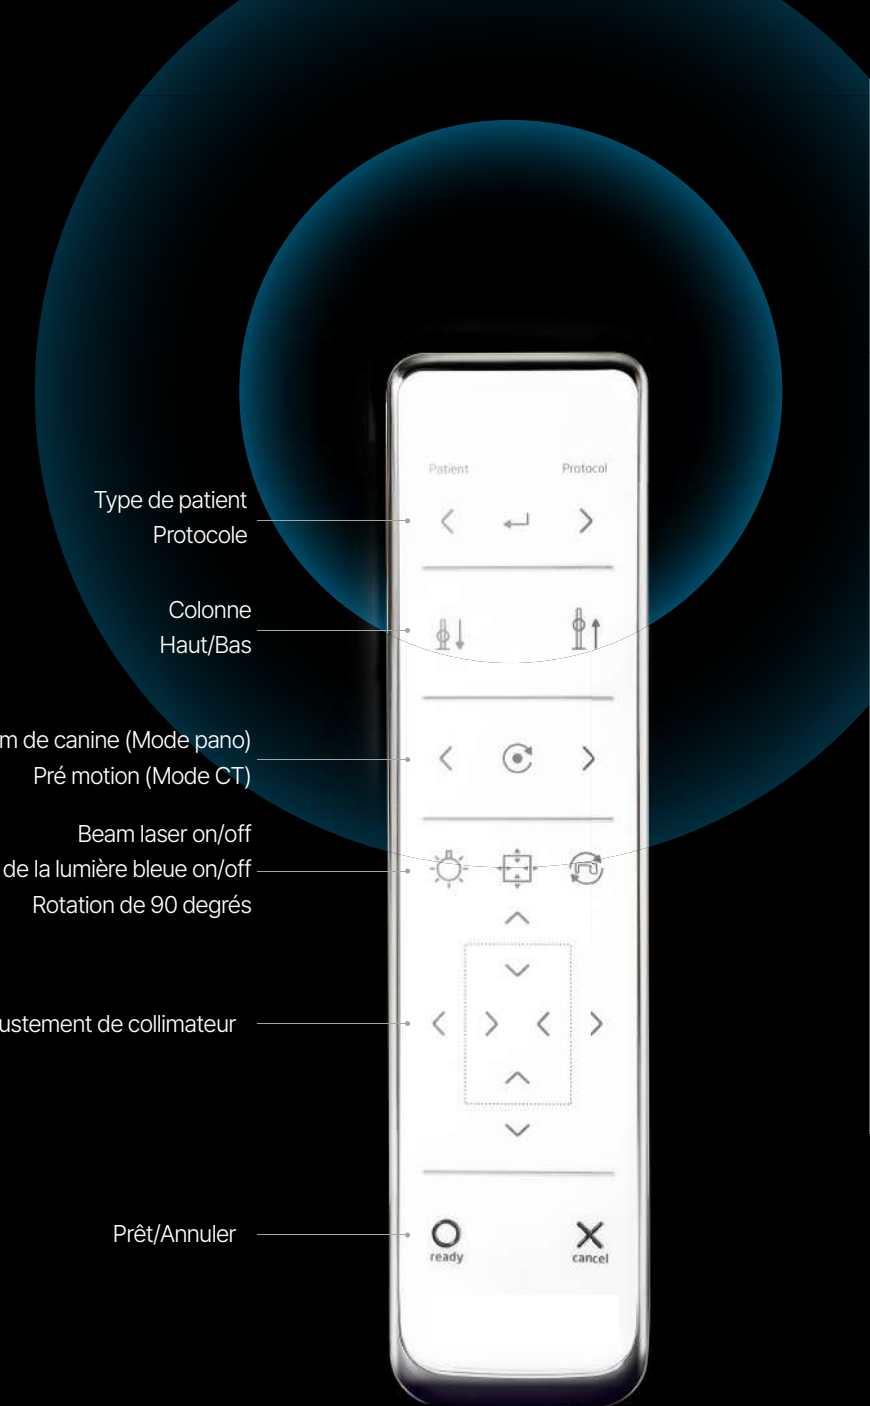 Patient Protocol
Type de patient
Protocole
Colonne
Haut/Bas
de canine (Mode pano)
Pré motion (Mode CT)
Beam laser on/off
de la lumière bleue on/off
Rotation de 90 degrés
de collimateur
Prêt/Annuler
ready cancel